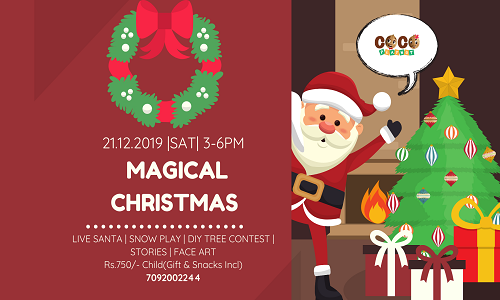 21.12.2019 |SAT| 3-6PM
MAGICAL
CHRISTMAS
LIVE SANTA | SNOW PLAY | DIY TREE CONTEST |
STORIES | FACE ART
Rs.750/- Child(Gift & Snacks Incl)
7092002244
COCO